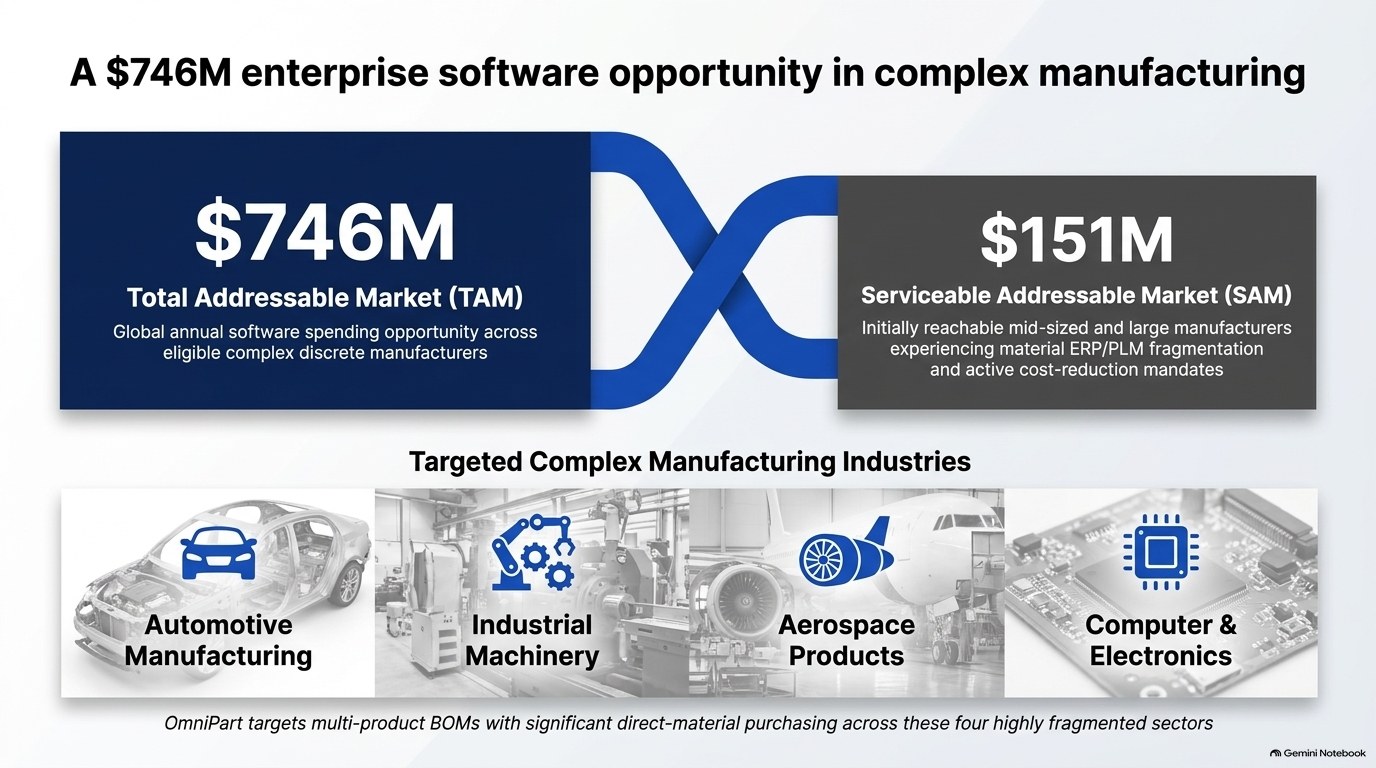 A $746M enterprise software opportunity in complex manufacturing
$746M
Total Addressable Market (TAM)
Global annual software spending opportunity across
eligible complex discrete manufacturers
$151M
Serviceable Addressable Market (SAM)
Initially reachable mid-sized and large manufacturers
experiencing material ERP/PLM fragmentation
and active cost-reduction mandates
Targeted Complex Manufacturing Industries
Automotive
Manufacturing
Industrial
Machinery
Aerospace
Products
Computer &
Electronics
OmniPart targets multi-product BOMs with significant direct-material purchasing across these four highly fragmented sectors
Gemini Notebook